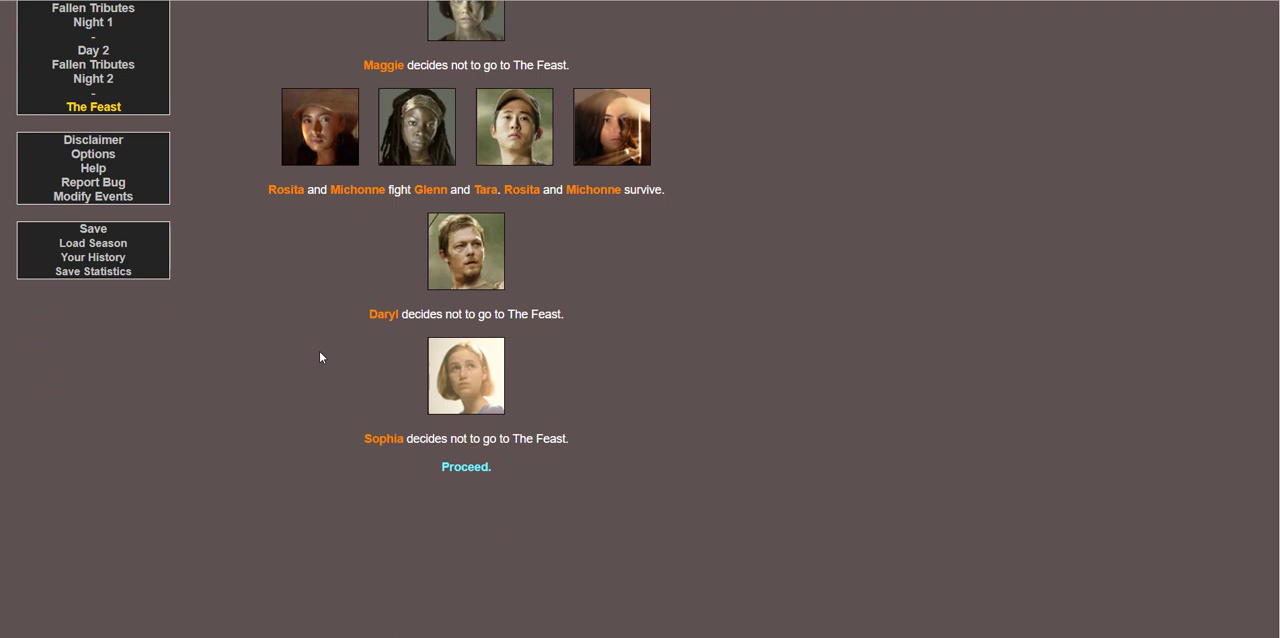 Fallen Tributes
Night 1
-
Day 2
Fallen Tributes
Night 2
-
The Feast
Disclaimer
Options
Help
Report Bug
Modify Events
Save
Load Season
Your History
Save Statistics
Maggie decides not to go to The Feast.
Rosita and Michonne fight Glenn and Tara. Rosita and Michonne survive.
Daryl decides not to go to The Feast.
Sophia decides not to go to The Feast.
Proceed.